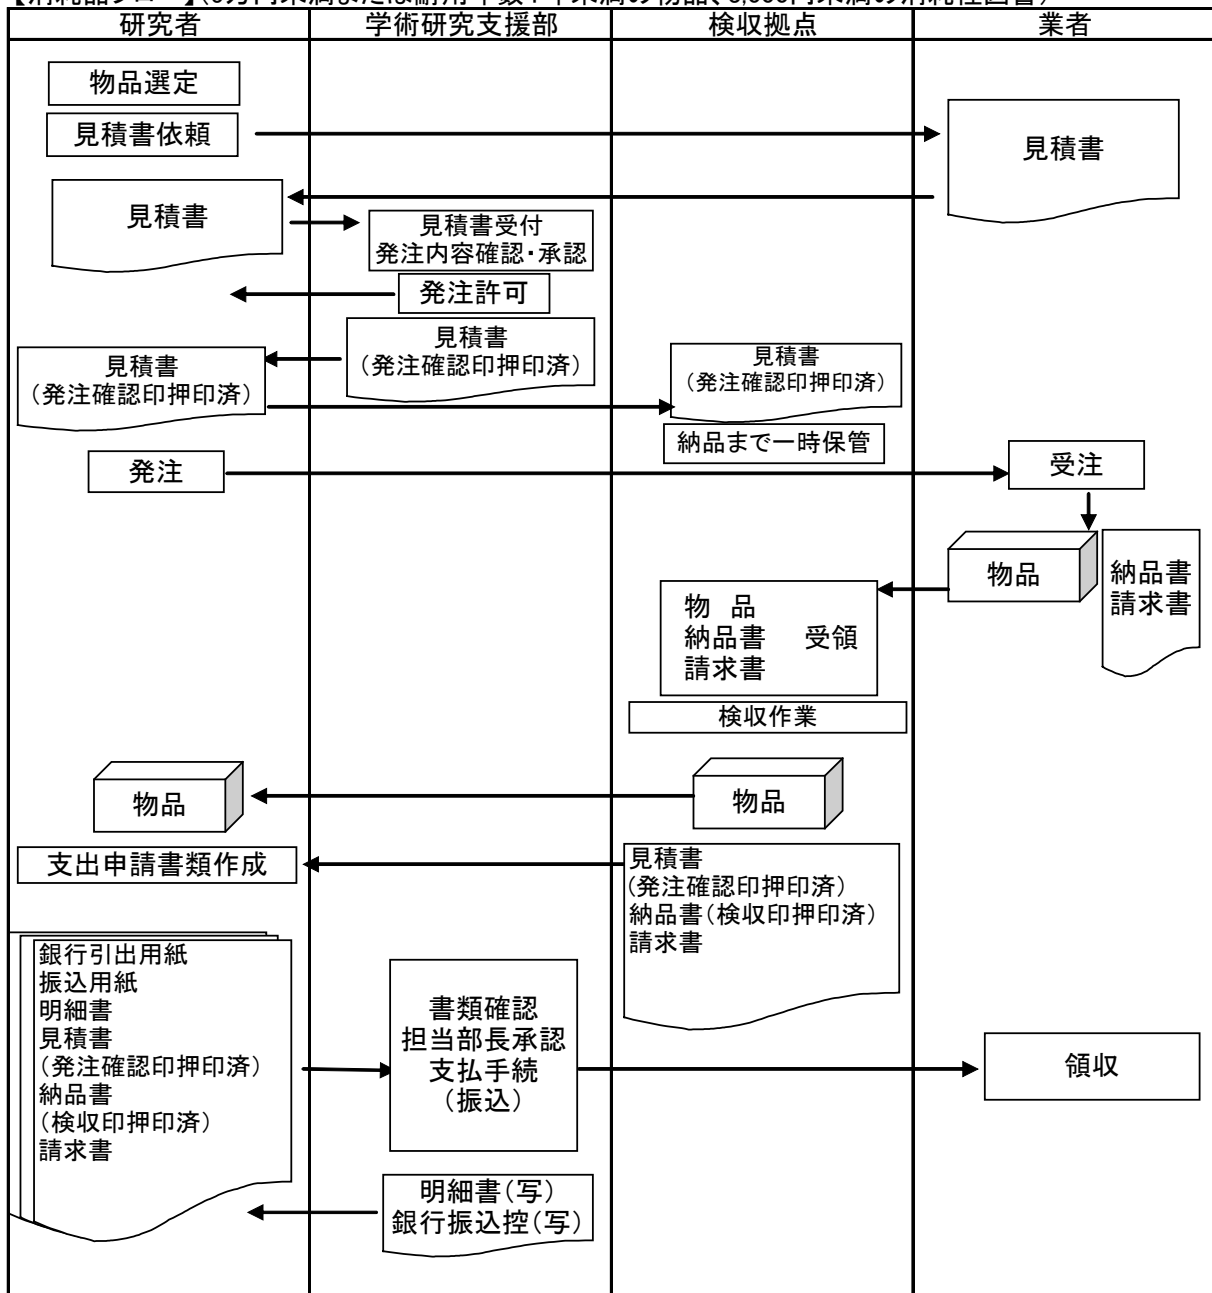 研究者
学術研究支援部
検収拠点
業者
物品選定
見積書依頼
見積書
見積書
見積書受付
発注内容確認・承認
発注許可
見積書
(発注確認印押印済)
見積書
(発注確認印押印済)
見積書
(発注確認印押印済)
納品まで一時保管
発注
受注
物品
納品書
請求書
物 品
納品書 受領
請求書
検収作業
物品
物品
支出申請書類作成
見積書
(発注確認印押印済)
納品書(検収印押印済)
請求書
銀行引出用紙
振込用紙
明細書
見積書
(発注確認印押印済)
納品書
(検収印押印済)
請求書
書類確認
担当部長承認
支払手続
(振込)
領収
明細書(写)
銀行振込控(写)